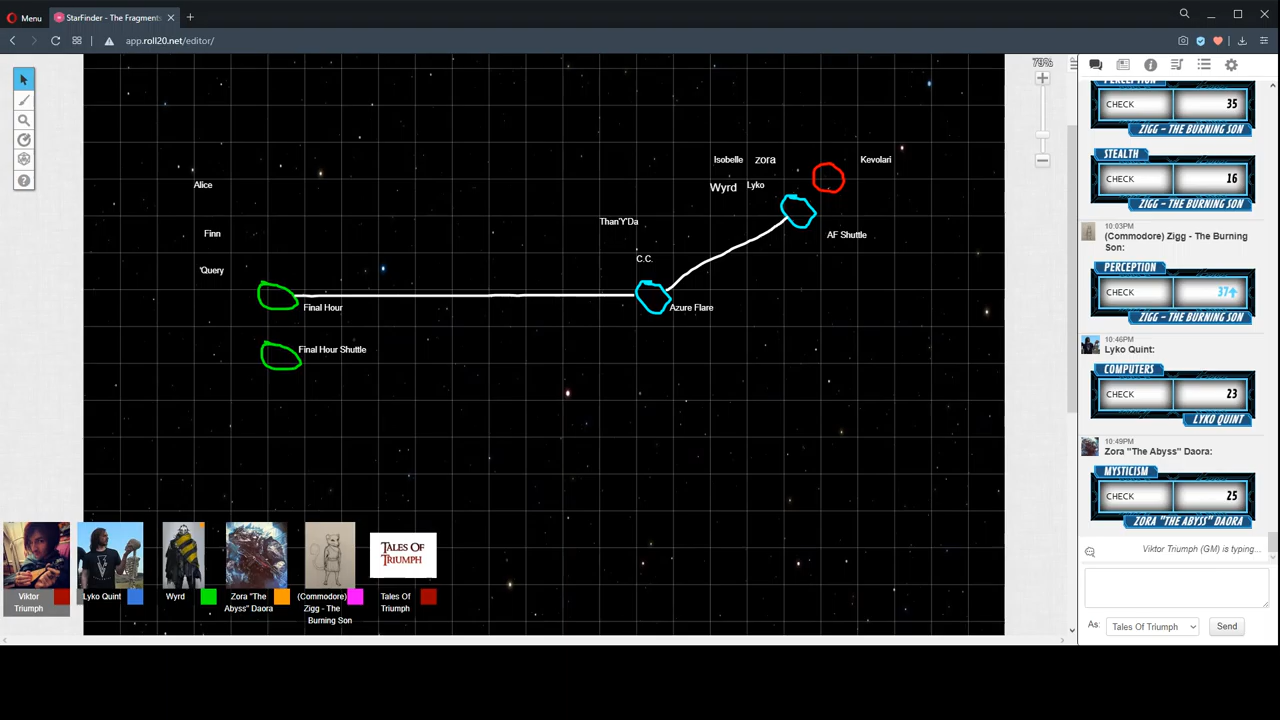 Menu
StarFinder - The Fragments
app.roll20.net/editor/
79%
Alice
Finn
'Query
Final Hour
Final Hour Shuttle
Than'Y'Da
C.C.
Azure Flare
Isobelle
zora
Wyrd
Lyko
Kevolari
AF Shuttle
PERCEPTION
CHECK
35
ZIGG - THE BURNING SON
STEALTH
CHECK
16
ZIGG - THE BURNING SON
10:03PM
(Commodore) Zigg - The Burning
Son:
PERCEPTION
CHECK
37
ZIGG - THE BURNING SON
10:46PM
Lyko Quint:
COMPUTERS
CHECK
23
LYKO QUINT
10:49PM
Zora "The Abyss" Daora:
MYSTICISM
CHECK
25
ZORA "THE ABYSS" DAORA
Viktor Triumph (GM) is typing...
As:
Tales Of Triumph
Send
Viktor
Triumph
Lyko Quint
Wyrd
Zora "The
Abyss" Daora
(Commodore)
Zigg - The
Burning Son
TALES OF
TRIUMPH
Tales Of
Triumph